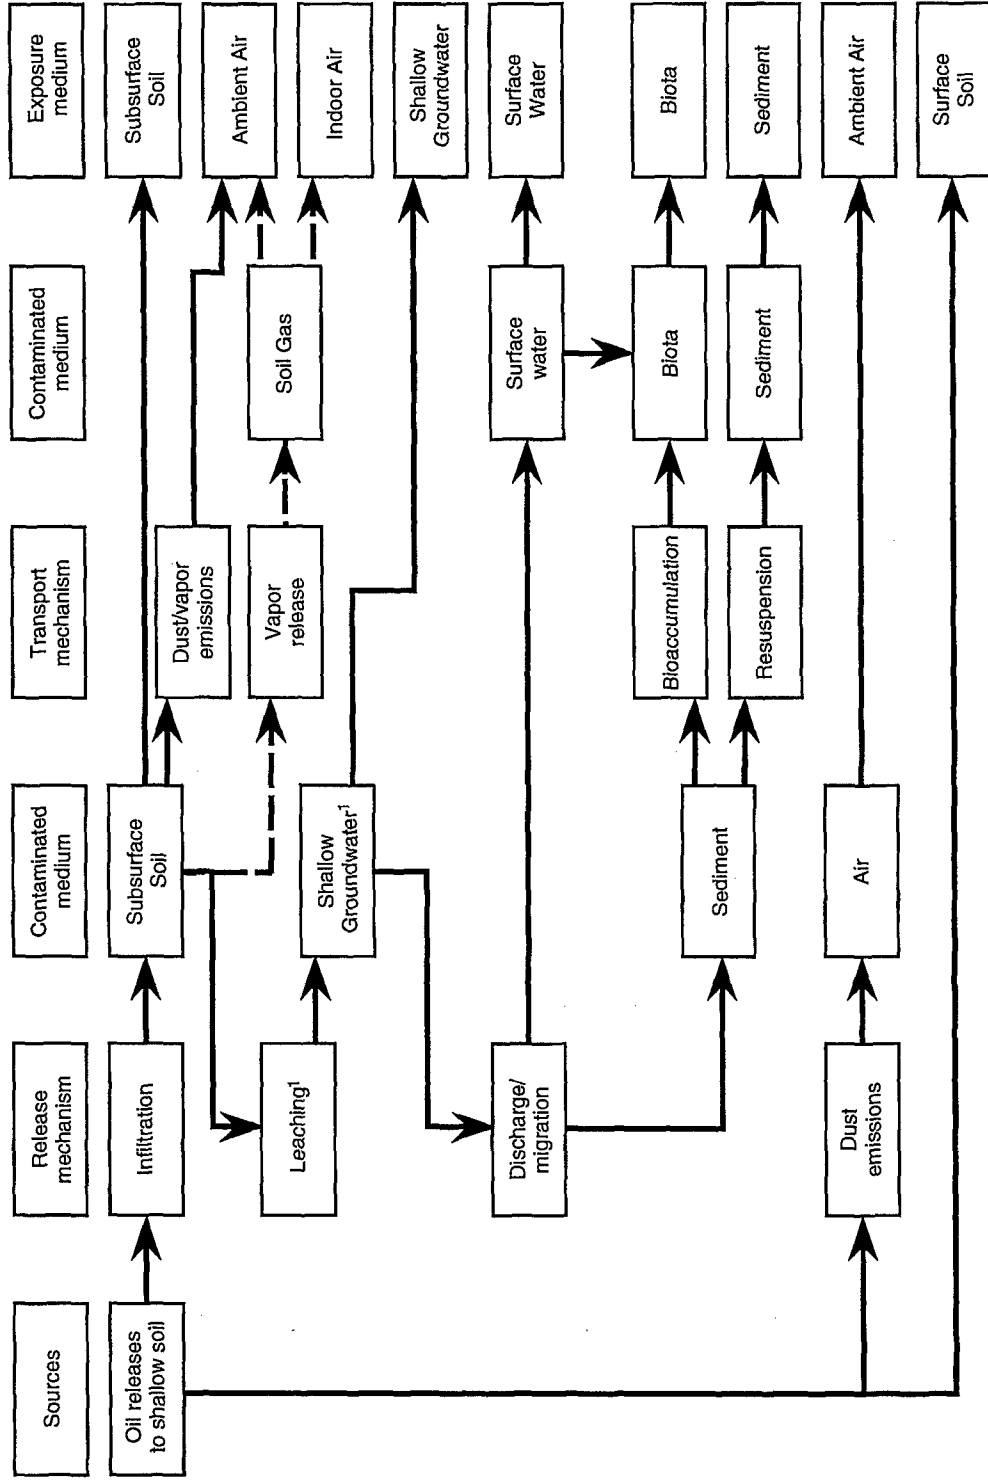 Sources
Release
mechanism
Contaminated
medium
Transport
mechanism
Contaminated
medium
Exposure
medium
Oil releases
to shallow soil
Infiltration
Subsurface
Soil
Subsurface
Soil
Dust/vapor
emissions
Ambient Air
Vapor
release
Soil Gas
Indoor Air
Leaching¹
Shallow
Groundwater¹
Shallow
Groundwater
Discharge/
migration
Surface
water
Surface
Water
Bioaccumulation
Biota
Biota
Sediment
Resuspension
Sediment
Sediment
Dust
emissions
Air
Ambient Air
Surface
Soil